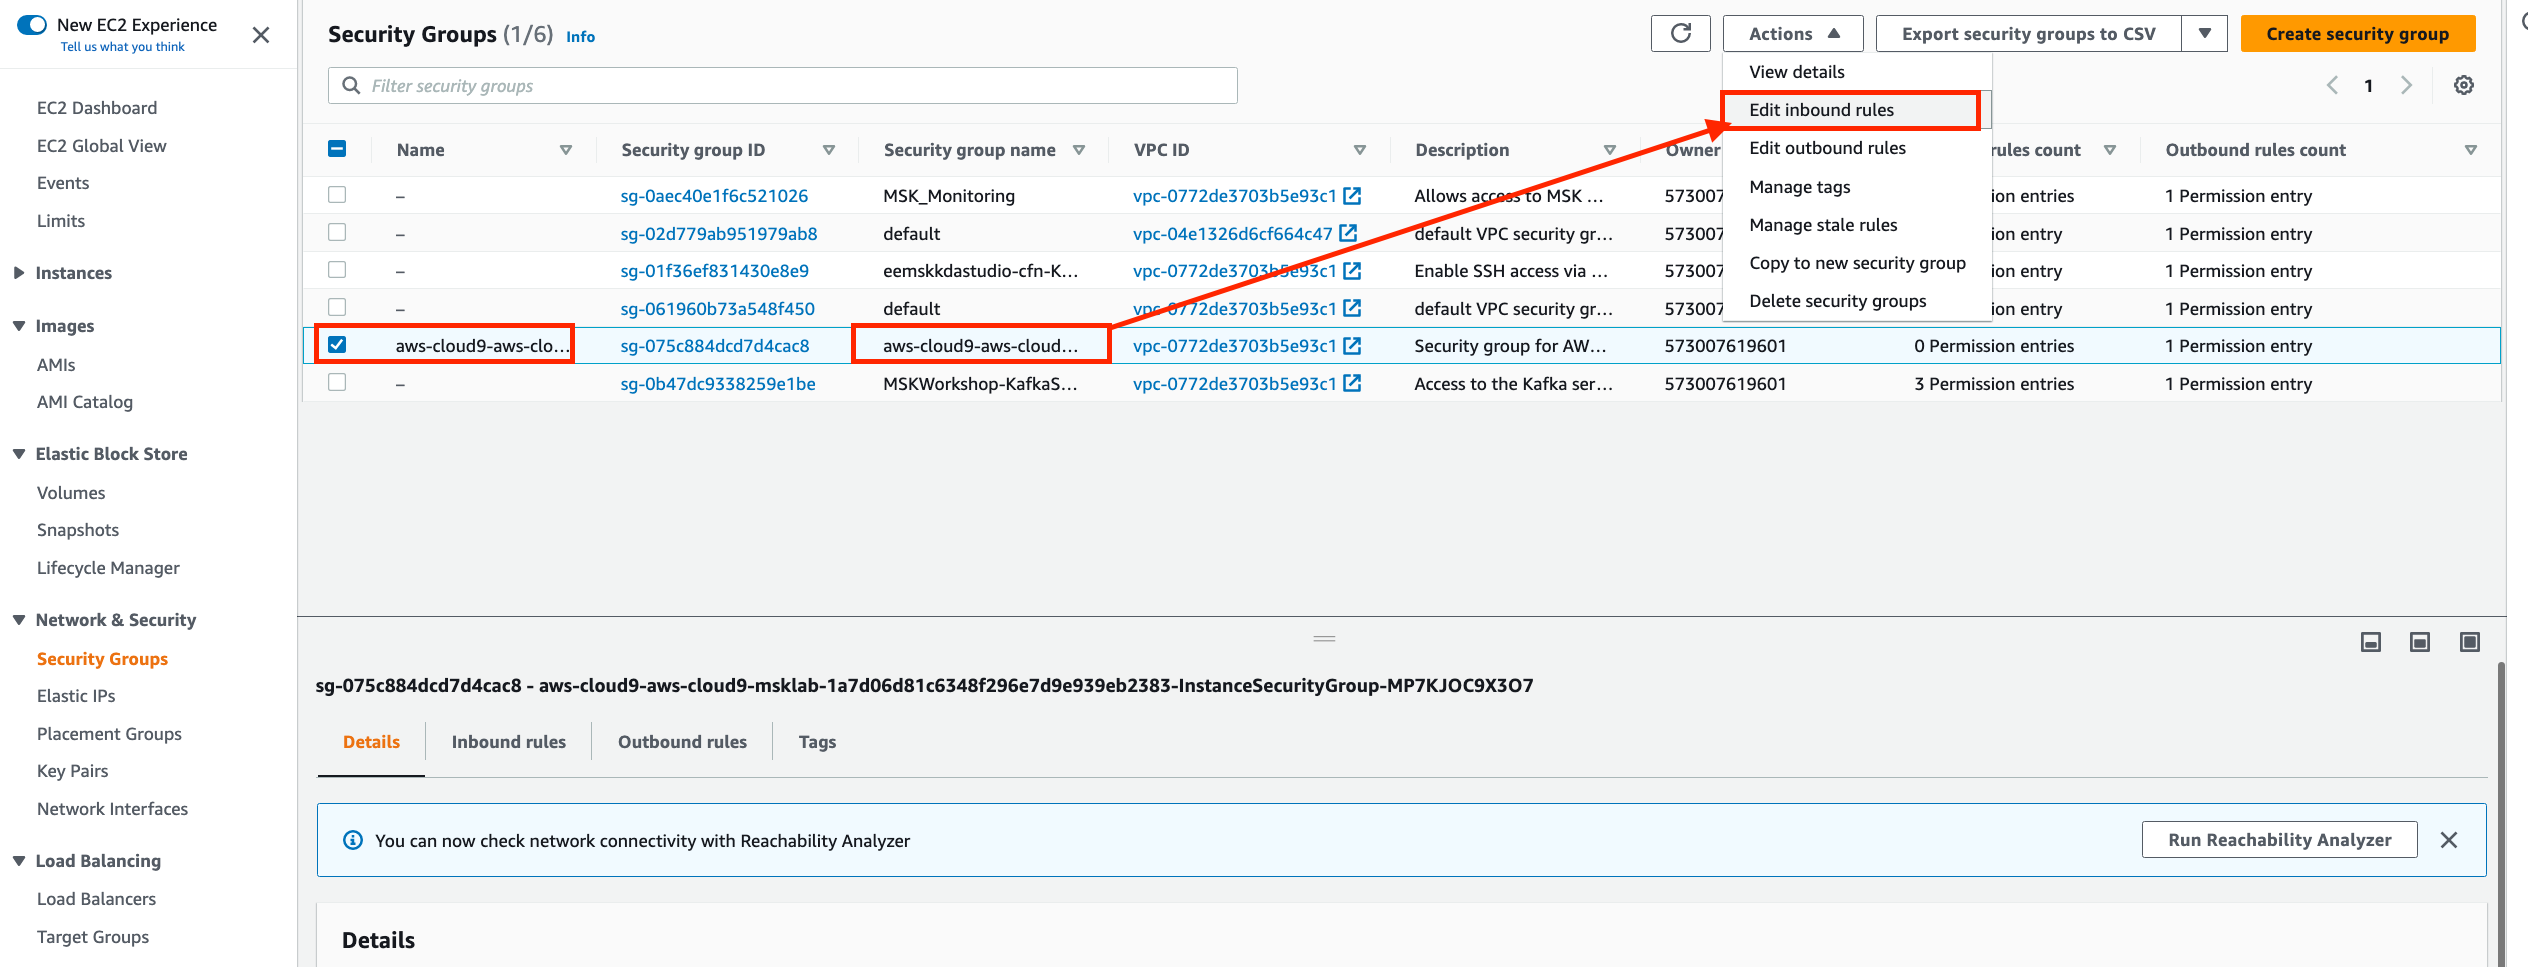 New EC2 Experience
Tell us what you think
EC2 Dashboard
EC2 Global View
Events
Limits
Instances
Images
AMIs
AMI Catalog
Elastic Block Store
Volumes
Snapshots
Lifecycle Manager
Network & Security
Security Groups
Elastic IPs
Placement Groups
Key Pairs
Network Interfaces
Load Balancing
Load Balancers
Target Groups
Security Groups (1/6) Info
Actions
Export security groups to CSV
Create security group
Filter security groups
1
View details
Edit inbound rules
Edit outbound rules
Manage tags
Manage stale rules
Copy to new security group
Delete security groups
Name Security group ID Security group name VPC ID Description Owner rules count Outbound rules count
– sg-0aec40e1f6c521026 MSK_Monitoring vpc-0772de3703b5e93c1 Allows access to MSK ... 573007 ion entries 1 Permission entry
– sg-02d779ab951979ab8 default vpc-04e1326d6cf664c47 default VPC security gr... 573007 ion entry 1 Permission entry
– sg-01f36ef831430e8e9 eemskkdastudio-cfn-K... vpc-0772de3703b5e93c1 Enable SSH access via ... 573007 ion entry 1 Permission entry
– sg-061960b73a548f450 default vpc-0772de3703b5e93c1 default VPC security gr... 573007 ion entry 1 Permission entry
aws-cloud9-aws-clo... sg-075c884dcd7d4cac8 aws-cloud9-aws-cloud... vpc-0772de3703b5e93c1 Security group for AW... 573007619601 0 Permission entries 1 Permission entry
– sg-0b47dc9338259e1be MSKWorkshop-KafkaS... vpc-0772de3703b5e93c1 Access to the Kafka ser... 573007619601 3 Permission entries 1 Permission entry
sg-075c884dcd7d4cac8 - aws-cloud9-aws-cloud9-msklab-1a7d06d81c6348f296e7d9e939eb2383-InstanceSecurityGroup-MP7KJOC9X3O7
Details Inbound rules Outbound rules Tags
You can now check network connectivity with Reachability Analyzer
Run Reachability Analyzer
Details